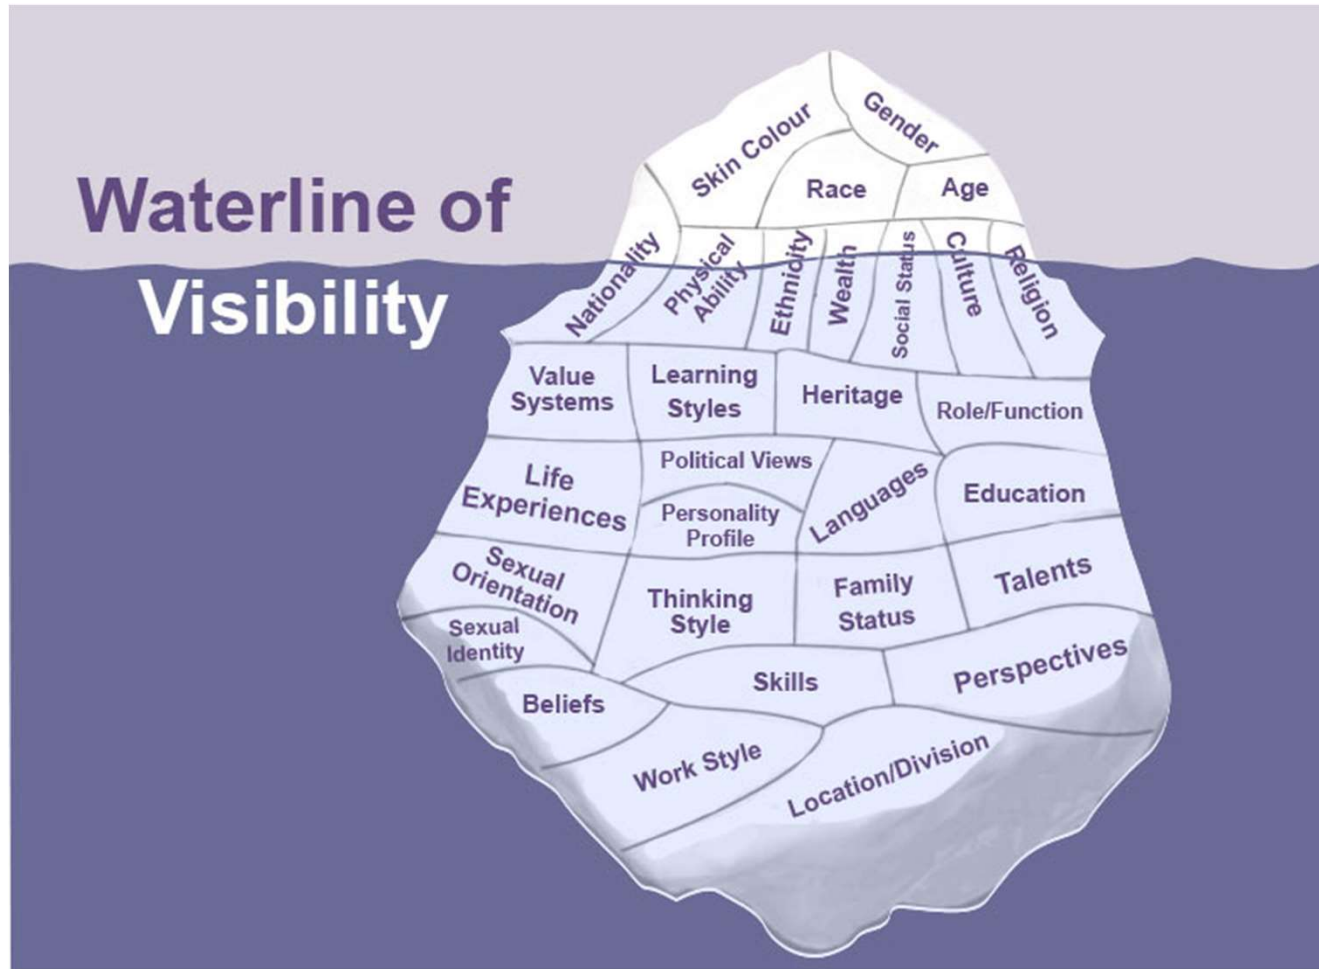 Waterline of
Visibility
Skin Colour
Gender
Race
Age
Nationality
Physical
Ability
Ethnicity
Wealth
Social Status
Culture
Religion
Value
Systems
Learning
Styles
Heritage
Role/Function
Life
Experiences
Political Views
Personality
Profile
Languages
Education
Sexual
Orientation
Sexual
Identity
Thinking
Style
Family
Status
Talents
Beliefs
Skills
Perspectives
Work Style
Location/Division